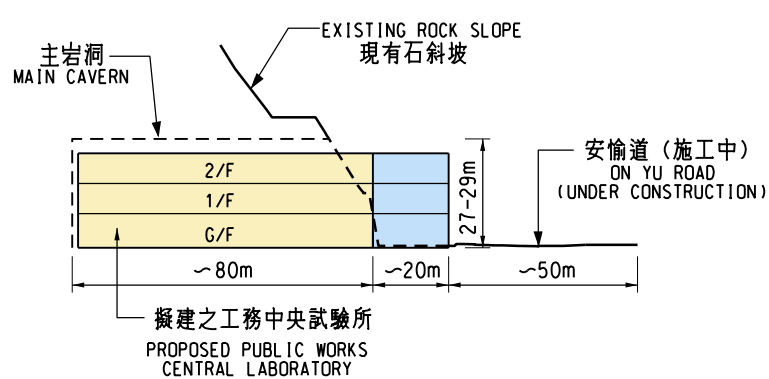 EXISTING ROCK SLOPE
現有石斜坡
主岩洞
MAIN CAVERN
安愉道（施工中）
ON YU ROAD
(UNDER CONSTRUCTION)
2/F
1/F
G/F
27-29m
~80m
~20m
~50m
擬建之工務中央試驗所
PROPOSED PUBLIC WORKS
CENTRAL LABORATORY